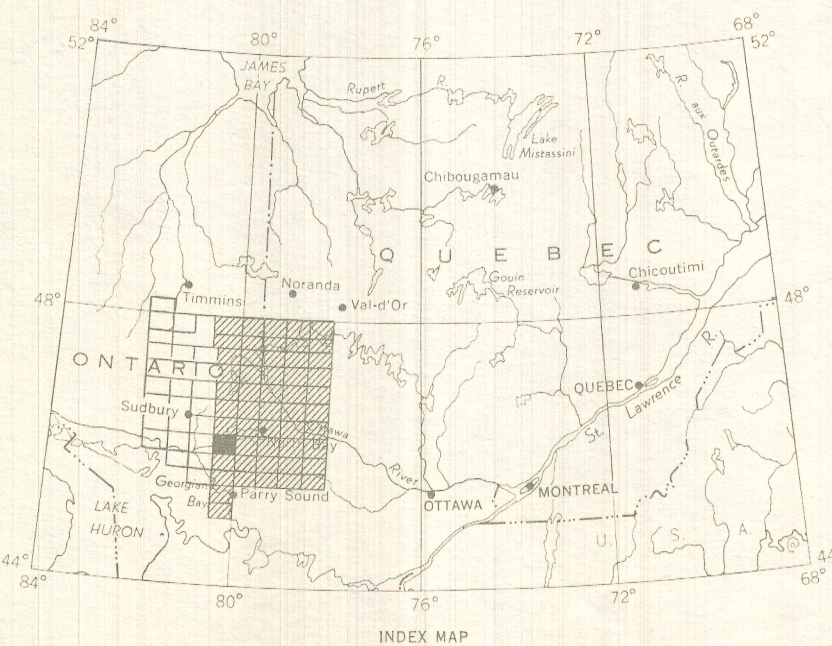 84°
80°
76°
72°
68°
52°
52°
JAMES
BAY
Rupert R.
R. aux Outardes
Lake
Mistassini
Chibougamau
QUEBEC
Gouin
Reservoir
Chicoutimi
Timmins
Noranda
Val-d'Or
48°
48°
ONTARIO
QUEBEC
St. Lawrence R.
Sudbury
North Bay
Ottawa River
Georgian
Bay
Parry Sound
OTTAWA
MONTREAL
LAKE
HURON
U. S. A.
44°
44
84°
80°
76°
72°
68°
INDEX MAP